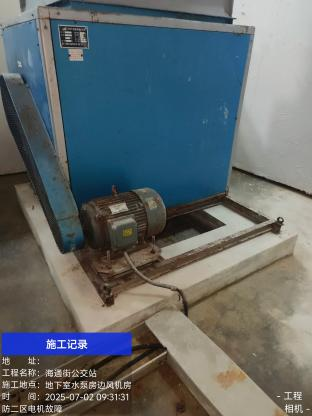 施工记录
地　　址:
工程名称: 海通街公交站
施工地点: 地下室水泵房边风机房
时　　间: 2025-07-02 09:31:31
防二区电机故障
- 工程
相机 -